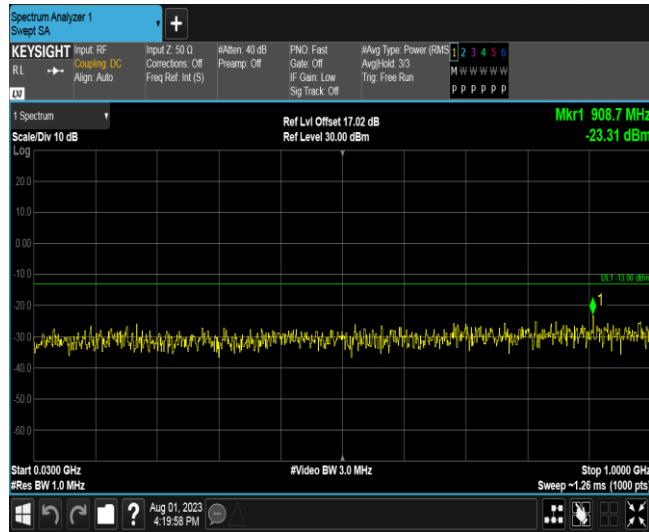 Spectrum Analyzer 1
Swept SA
+
KEYSIGHT
RL
LXI
Input: RF
Coupling: DC
Align: Auto
Input Z: 50 Ω
Corrections: Off
Freq Ref: Int (S)
#Atten: 40 dB
Preamp: Off
PNO: Fast
Gate: Off
IF Gain: Low
Sig Track: Off
#Avg Type: Power (RMS
Avg|Hold: 3/3
Trig: Free Run
1 2 3 4 5 6
M W W W W W
P P P P P P
1 Spectrum
Scale/Div 10 dB
Log
Ref Lvl Offset 17.02 dB
Ref Level 30.00 dBm
Mkr1 908.7 MHz
-23.31 dBm
20.0
10.0
0.00
-10.0
-20.0
-30.0
-40.0
-50.0
-60.0
DL1 -13.00 dBm
1
Start 0.0300 GHz
#Res BW 1.0 MHz
#Video BW 3.0 MHz
Stop 1.0000 GHz
Sweep ~1.26 ms (1000 pts)
?
Aug 01, 2023
4:19:58 PM